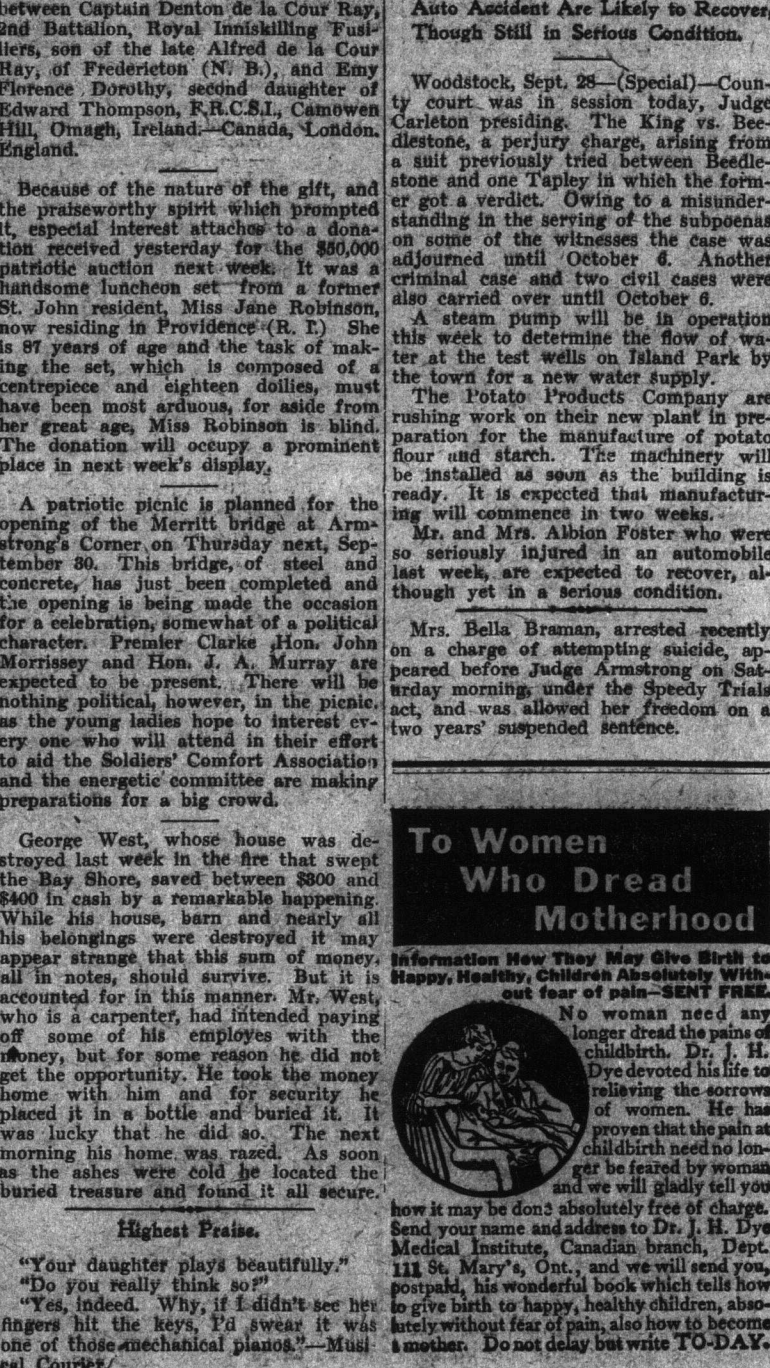 between Captain Denton de la Cour Ray,
2nd Battalion, Royal Inniskilling Fusi-
liers, son of the late Alfred de la Cour
Ray, of Fredericton (N. B.), and Emy
Florence Dorothy, second daughter of
Edward Thompson, F.R.C.S.I., Camowen
Hill, Omagh, Ireland.—Canada, London,
England.
Because of the nature of the gift, and
the praiseworthy spirit which prompted
it, especial interest attaches to a dona-
tion received yesterday for the $50,000
patriotic auction next week. It was a
handsome luncheon set from a former
St. John resident, Miss Jane Robinson,
now residing in Providence (R. I.) She
is 87 years of age and the task of mak-
ing the set, which is composed of a
centrepiece and eighteen doilies, must
have been most arduous, for aside from
her great age, Miss Robinson is blind.
The donation will occupy a prominent
place in next week's display.
A patriotic picnic is planned for the
opening of the Merritt bridge at Arm-
strong's Corner on Thursday next, Sep-
tember 30. This bridge, of steel and
concrete, has just been completed and
the opening is being made the occasion
for a celebration, somewhat of a political
character. Premier Clarke Hon. John
Morrissey and Hon. J. A. Murray are
expected to be present. There will be
nothing political, however, in the picnic,
as the young ladies hope to interest ev-
ery one who will attend in their effort
to aid the Soldiers' Comfort Association
and the energetic committee are making
preparations for a big crowd.
George West, whose house was de-
stroyed last week in the fire that swept
the Bay Shore, saved between $300 and
$400 in cash by a remarkable happening.
While his house, barn and nearly all
his belongings were destroyed it may
appear strange that this sum of money,
all in notes, should survive. But it is
accounted for in this manner. Mr. West,
who is a carpenter, had intended paying
off some of his employes with the
money, but for some reason he did not
get the opportunity. He took the money
home with him and for security he
placed it in a bottle and buried it. It
was lucky that he did so. The next
morning his home was razed. As soon
as the ashes were cold he located the
buried treasure and found it all secure.
Highest Praise.
"Your daughter plays beautifully."
"Do you really think so?"
"Yes, indeed. Why, if I didn't see her
fingers hit the keys, I'd swear it was
one of those mechanical pianos."—Musi-
cal Courier.
Auto Accident Are Likely to Recover,
Though Still in Serious Condition.
Woodstock, Sept. 28—(Special)—Coun-
ty court was in session today, Judge
Carleton presiding. The King vs. Bee-
dlestone, a perjury charge, arising from
a suit previously tried between Beedle-
stone and one Tapley in which the form-
er got a verdict. Owing to a misunder-
standing in the serving of the subpoenas
on some of the witnesses the case was
adjourned until October 6. Another
criminal case and two civil cases were
also carried over until October 6.
A steam pump will be in operation
this week to determine the flow of wa-
ter at the test wells on Island Park by
the town for a new water supply.
The Potato Products Company are
rushing work on their new plant in pre-
paration for the manufacture of potato
flour and starch. The machinery will
be installed as soon as the building is
ready. It is expected that manufactur-
ing will commence in two weeks.
Mr. and Mrs. Albion Foster who were
so seriously injured in an automobile
last week, are expected to recover, al-
though yet in a serious condition.
Mrs. Bella Braman, arrested recently
on a charge of attempting suicide, ap-
peared before Judge Armstrong on Sat-
urday morning, under the Speedy Trials
act, and was allowed her freedom on a
two years' suspended sentence.
To Women
Who Dread
Motherhood
Information How They May Give Birth to
Happy, Healthy, Children Absolutely With-
out fear of pain—SENT FREE.
No woman need any
longer dread the pains of
childbirth. Dr. J. H.
Dye devoted his life to
relieving the sorrows
of women. He has
proven that the pain at
childbirth need no lon-
ger be feared by woman
and we will gladly tell you
how it may be done absolutely free of charge.
Send your name and address to Dr. J. H. Dye
Medical Institute, Canadian branch, Dept.
111 St. Mary's, Ont., and we will send you,
postpaid, his wonderful book which tells how
to give birth to happy, healthy children, abso-
lutely without fear of pain, also how to become
a mother. Do not delay but write TO-DAY.